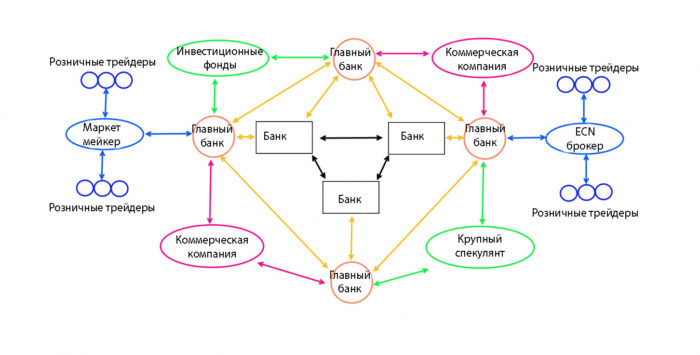 Розничные трейдеры
Инвестиционные
фонды
Главный
банк
Коммерческая
компания
Розничные трейдеры
Маркет
мейкер
Главный
банк
Банк
Банк
Главный
банк
ECN
брокер
Розничные трейдеры
Банк
Розничные трейдеры
Коммерческая
компания
Главный
банк
Крупный
спекулянт